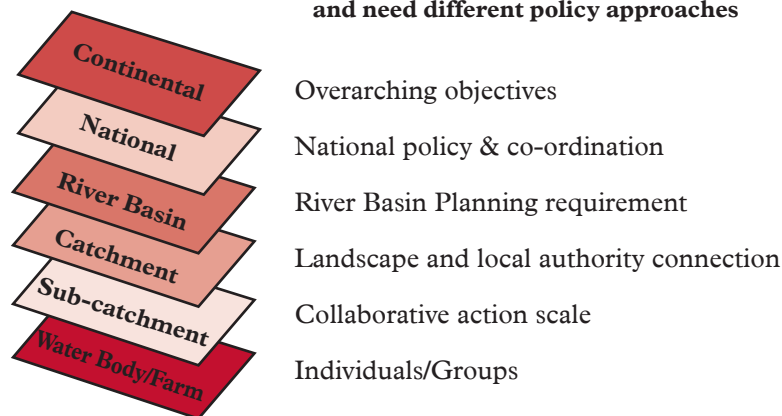 and need different policy approaches
Continental
Overarching objectives
National
National policy & co-ordination
River Basin
River Basin Planning requirement
Catchment
Landscape and local authority connection
Sub-catchment
Collaborative action scale
Water Body/Farm
Individuals/Groups